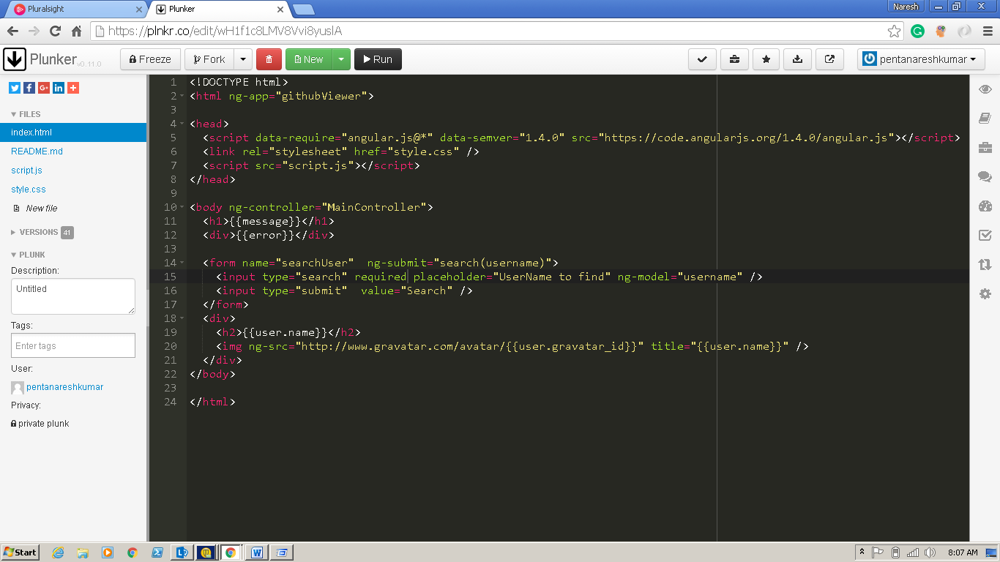 Pluralsight
Plunker
Naresh
https://plnkr.co/edit/wH1f1c8LMV8Vvi8yuslA
Plunker v0.11.0
Freeze
Fork
New
Run
pentanareshkumar
FILES
index.html
README.md
script.js
style.css
New file
VERSIONS 41
PLUNK
Description:
Untitled
Tags:
Enter tags
User:
pentanareshkumar
Privacy:
private plunk
1 <!DOCTYPE html>
2 <html ng-app="githubViewer">
3
4 <head>
5   <script data-require="angular.js@*" data-semver="1.4.0" src="https://code.angularjs.org/1.4.0/angular.js"></script>
6   <link rel="stylesheet" href="style.css" />
7   <script src="script.js"></script>
8 </head>
9
10 <body ng-controller="MainController">
11   <h1>{{message}}</h1>
12   <div>{{error}}</div>
13
14   <form name="searchUser"  ng-submit="search(username)">
15     <input type="search" required placeholder="UserName to find" ng-model="username" />
16     <input type="submit"  value="Search" />
17   </form>
18   <div>
19     <h2>{{user.name}}</h2>
20     <img ng-src="http://www.gravatar.com/avatar/{{user.gravatar_id}}" title="{{user.name}}" />
21   </div>
22 </body>
23
24 </html>
Start
8:07 AM